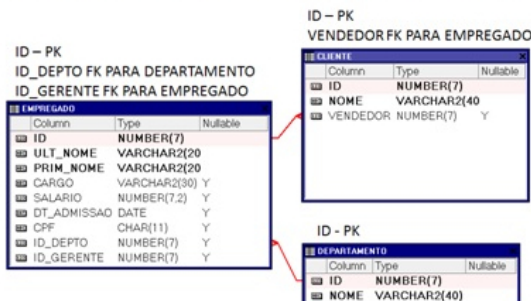 ID – PK
VENDEDOR FK PARA EMPREGADO
CLIENTE
Column Type Nullable
ID NUMBER(7)
NOME VARCHAR2(40
VENDEDOR NUMBER(7) Y
ID – PK
ID_DEPTO FK PARA DEPARTAMENTO
ID_GERENTE FK PARA EMPREGADO
EMPREGADO
Column Type Nullable
ID NUMBER(7)
ULT_NOME VARCHAR2(20
PRIM_NOME VARCHAR2(20
CARGO VARCHAR2(30) Y
SALARIO NUMBER(7,2) Y
DT_ADMISSAO DATE Y
CPF CHAR(11) Y
ID_DEPTO NUMBER(7) Y
ID_GERENTE NUMBER(7) Y
ID - PK
DEPARTAMENTO
Column Type Nullable
ID NUMBER(7)
NOME VARCHAR2(40)